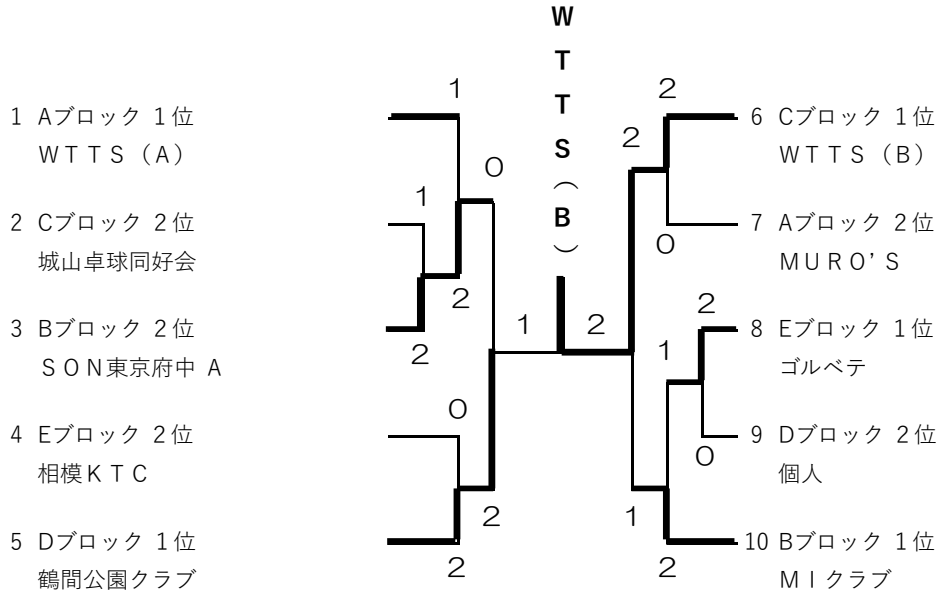 WTTS（B）
1 Aブロック 1位
WTTS（A）
2 Cブロック 2位
城山卓球同好会
3 Bブロック 2位
SON東京府中 A
4 Eブロック 2位
相模KTC
5 Dブロック 1位
鶴間公園クラブ
1
0
1
2
2
0
2
2
1
2
2
2
0
2
1
0
1
2
6 Cブロック 1位
WTTS（B）
7 Aブロック 2位
MURO'S
8 Eブロック 1位
ゴルベテ
9 Dブロック 2位
個人
10 Bブロック 1位
MIクラブ